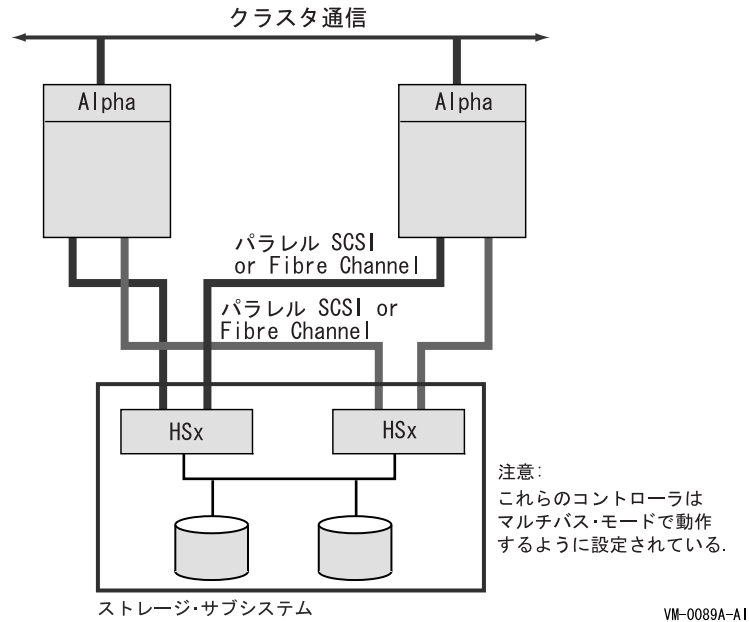 クラスタ通信
Alpha
Alpha
パラレル SCSI
or Fibre Channel
パラレル SCSI or
Fibre Channel
HSx
HSx
注意:
これらのコントローラは
マルチバス・モードで動作
するように設定されている.
ストレージ・サブシステム
VM-0089A-AI